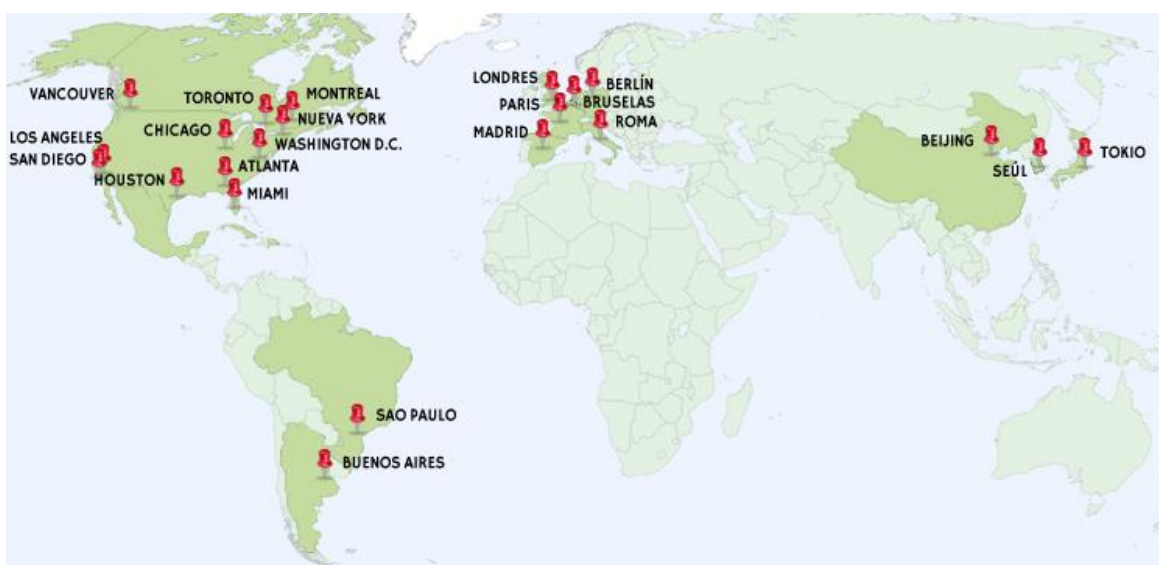 VANCOUVER
TORONTO
MONTREAL
CHICAGO
NUEVA YORK
WASHINGTON D.C.
LOS ANGELES
SAN DIEGO
HOUSTON
ATLANTA
MIAMI
SAO PAULO
BUENOS AIRES
LONDRES
BERLÍN
PARIS
BRUSELAS
MADRID
ROMA
BEIJING
SEÚL
TOKIO